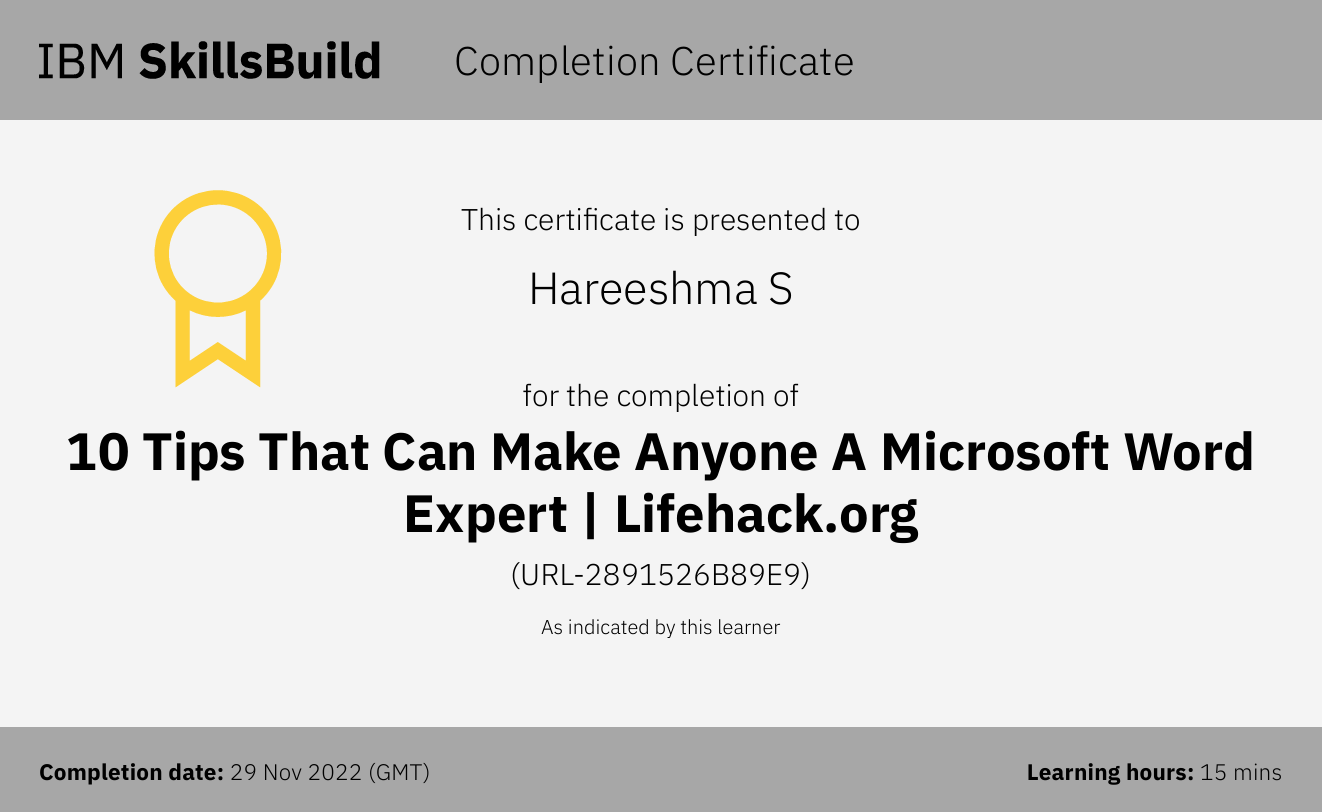 IBM SkillsBuild Completion Certificate
This certificate is presented to
Hareeshma S
for the completion of
10 Tips That Can Make Anyone A Microsoft Word
Expert | Lifehack.org
(URL-2891526B89E9)
As indicated by this learner
Completion date: 29 Nov 2022 (GMT)
Learning hours: 15 mins